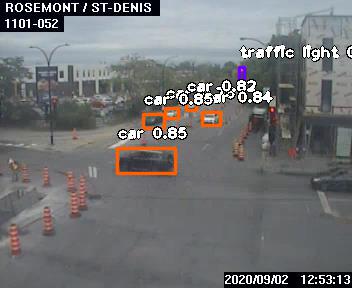 ROSEMONT / ST-DENIS
1101-052
traffic light 0
car 0.82
car 0.85
ar 0.84
car 0.85
2020/09/02 12:53:13